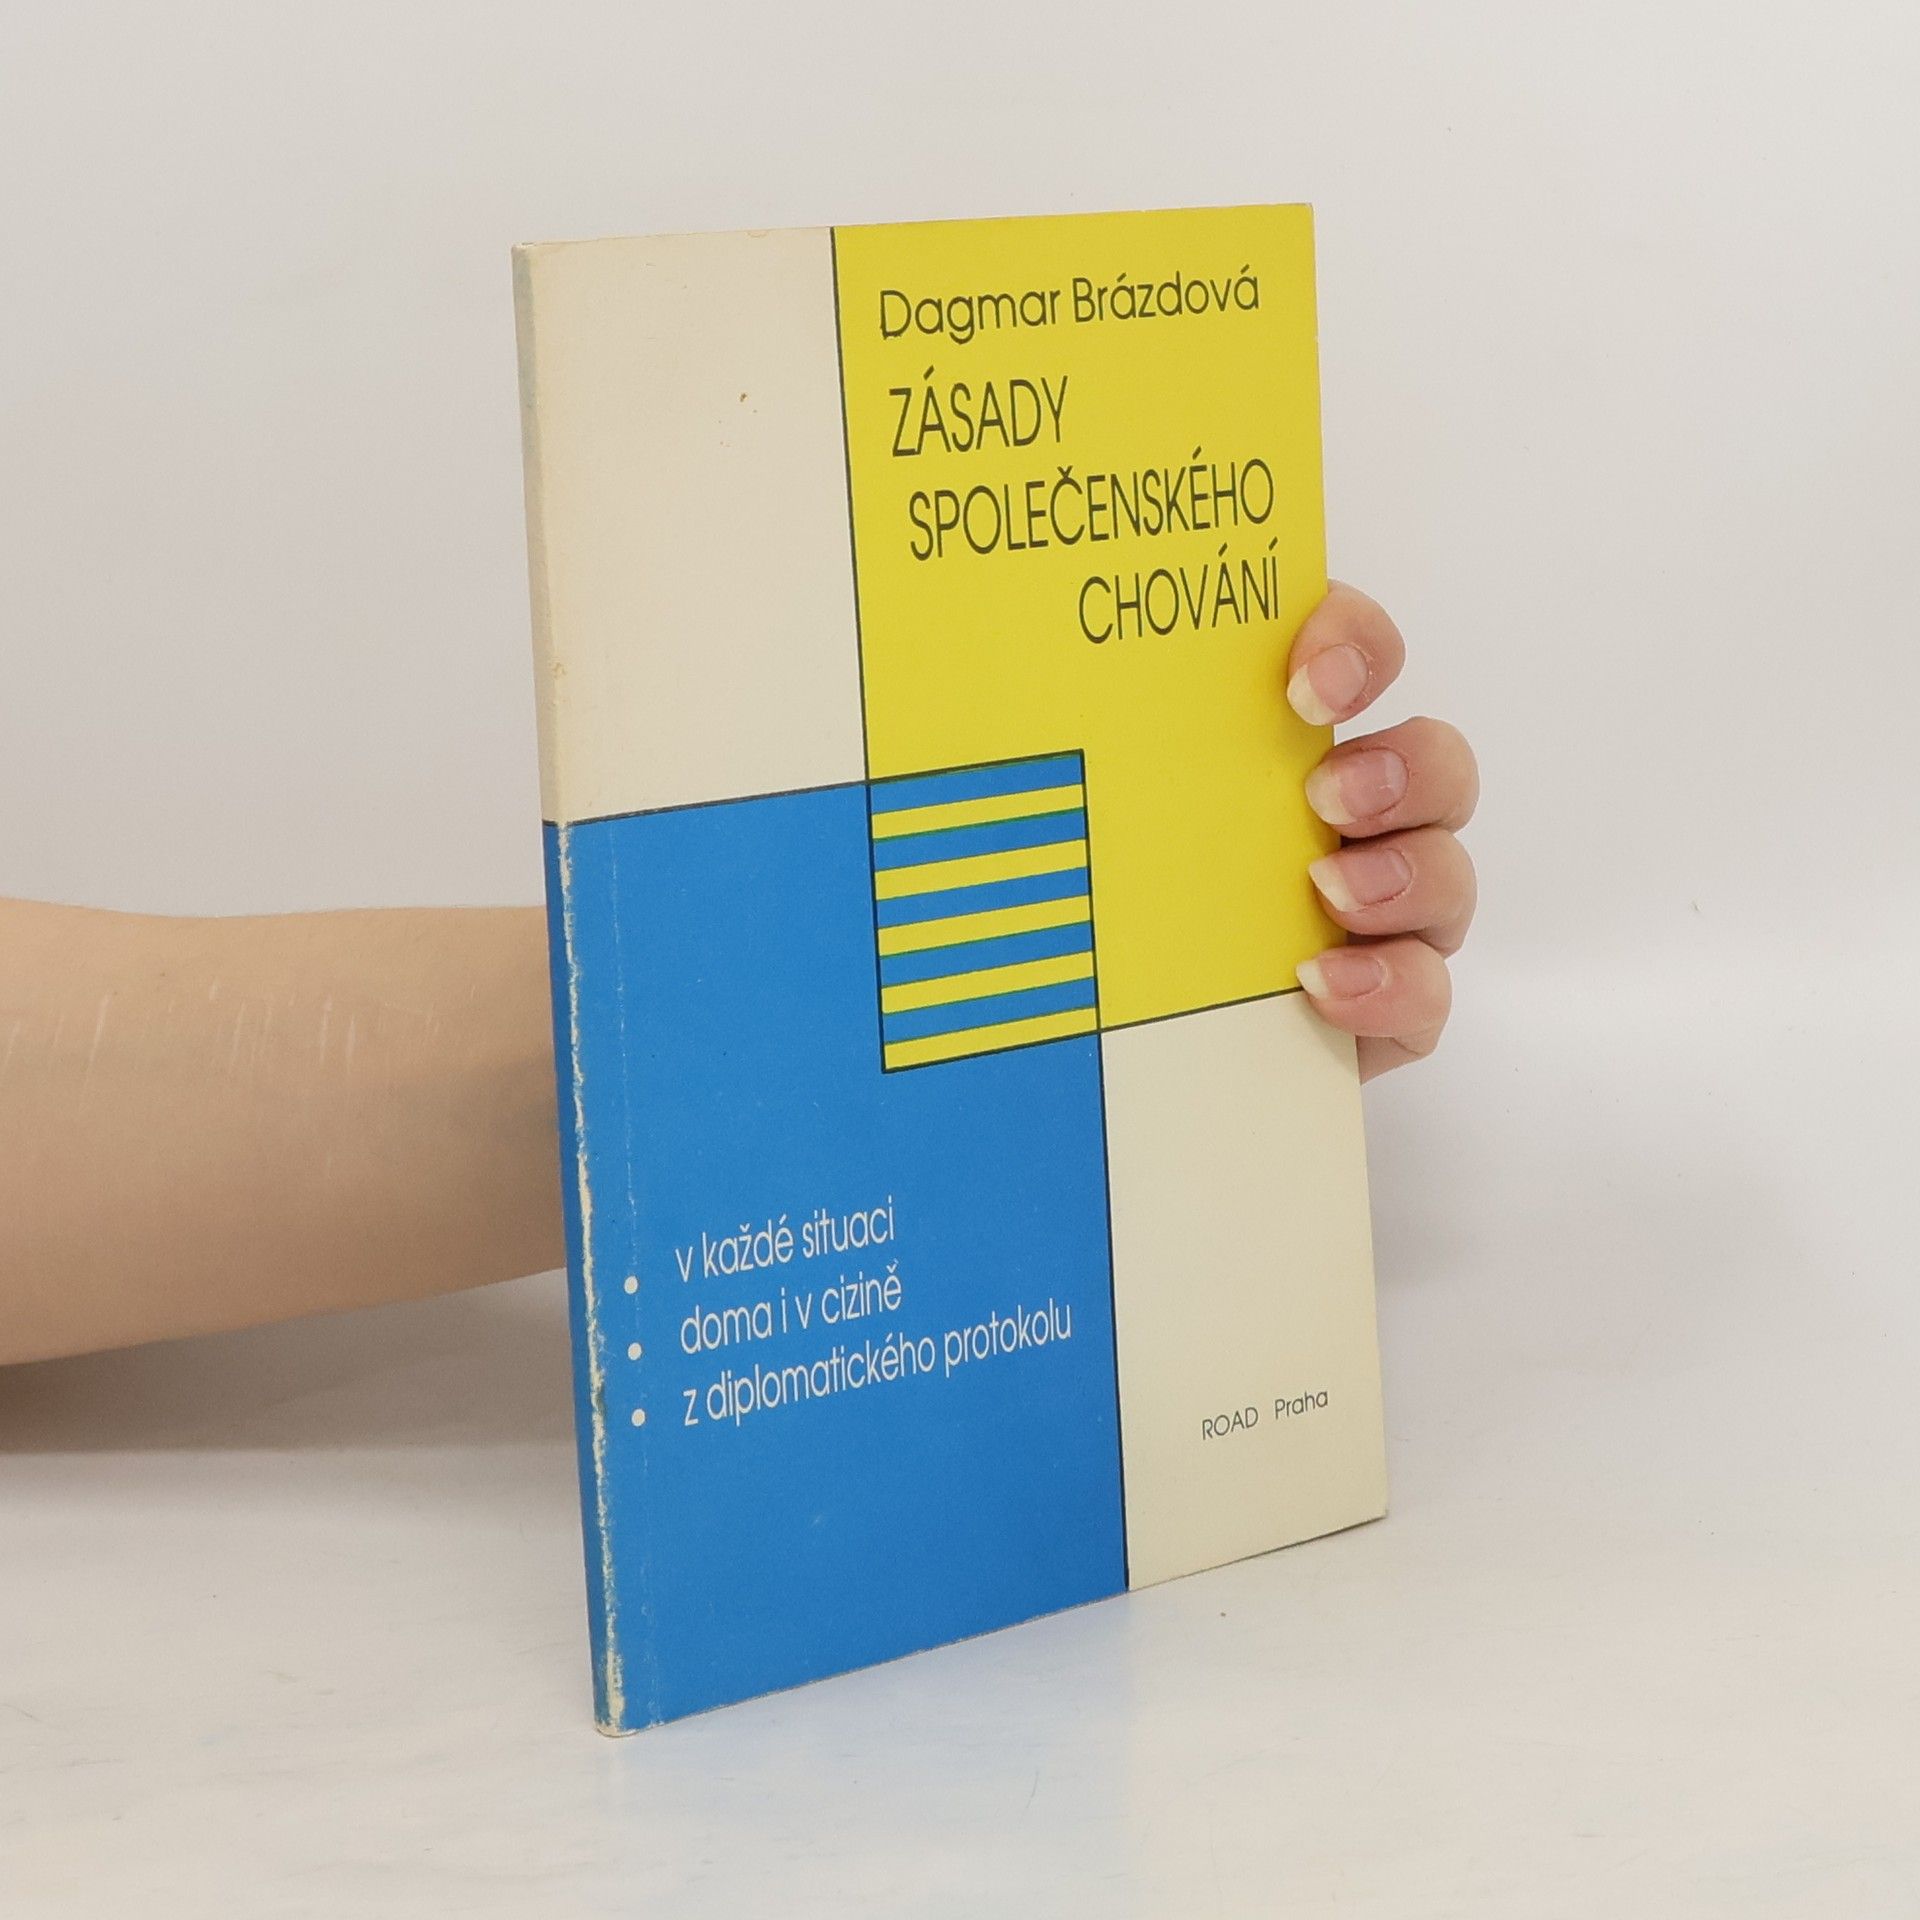 Dagmar Brázdová
ZÁSADY
SPOLEČENSKÉHO
CHOVÁNÍ
• v každé situaci
• doma i v cizině
• z diplomatického protokolu
ROAD Praha